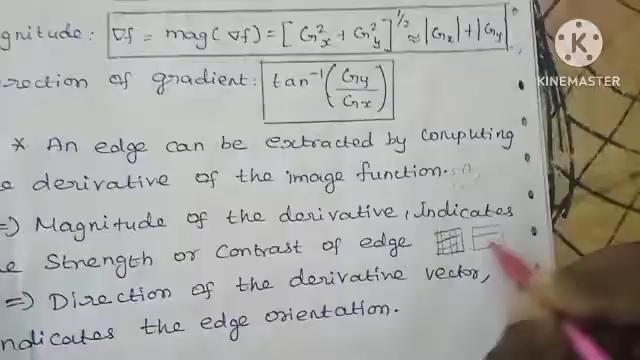 gnitude: ∇f = mag(∇f) = [Gx² + Gy²]^1/2 ≈ |Gx| + |Gy|
rection of gradient: tan⁻¹(Gy/Gx)
* An edge can be extracted by computing
e derivative of the image function.
=) Magnitude of the derivative, indicates
e Strength or Contrast of edge
=) Direction of the derivative vector,
ndicates the edge orientation.
K
KINEMASTER